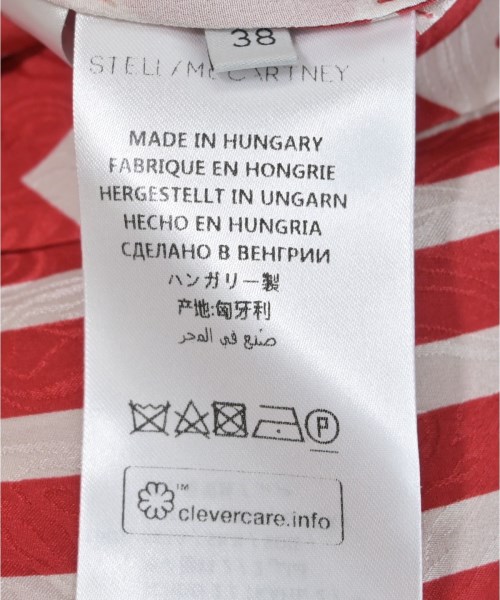 38
STELLA McCARTNEY
MADE IN HUNGARY
FABRIQUE EN HONGRIE
HERGESTELLT IN UNGARN
HECHO EN HUNGRIA
СДЕЛАНО В ВЕНГРИИ
ハンガリー製
产地:匈牙利
صنع في المجر
P
™
clevercare.info